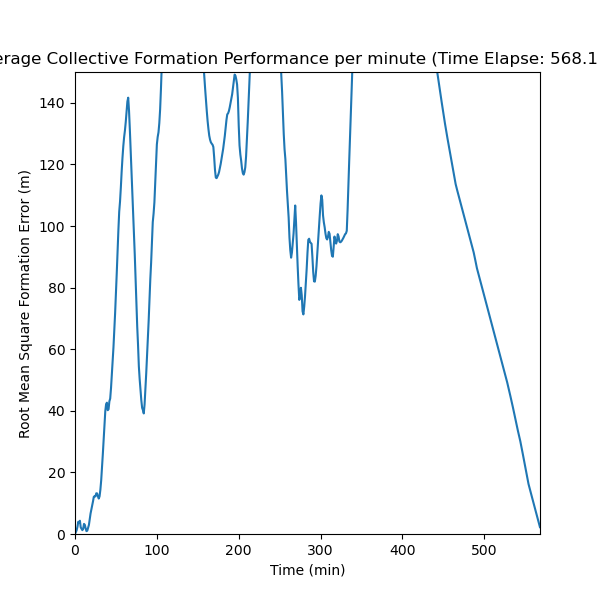 erage Collective Formation Performance per minute (Time Elapse: 568.1
140
120
100
80
60
40
20
0
Root Mean Square Formation Error (m)
0 100 200 300 400 500
Time (min)